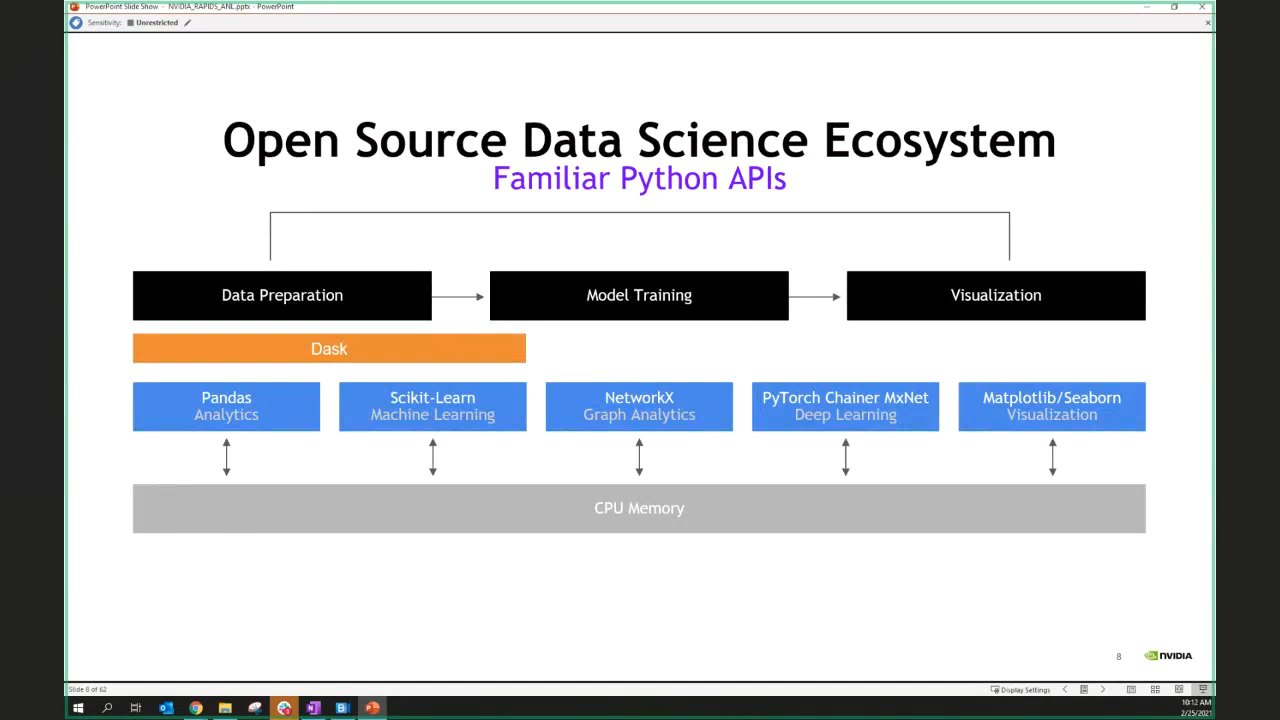 PowerPoint Slide Show - NVIDIA_RAPIDS_ANL.pptx - PowerPoint
Sensitivity: Unrestricted
Open Source Data Science Ecosystem
Familiar Python APIs
Data Preparation
Model Training
Visualization
Dask
Pandas
Analytics
Scikit-Learn
Machine Learning
NetworkX
Graph Analytics
PyTorch Chainer MxNet
Deep Learning
Matplotlib/Seaborn
Visualization
CPU Memory
8
NVIDIA
Slide 8 of 62
Display Settings
10:12 AM
2/25/2021